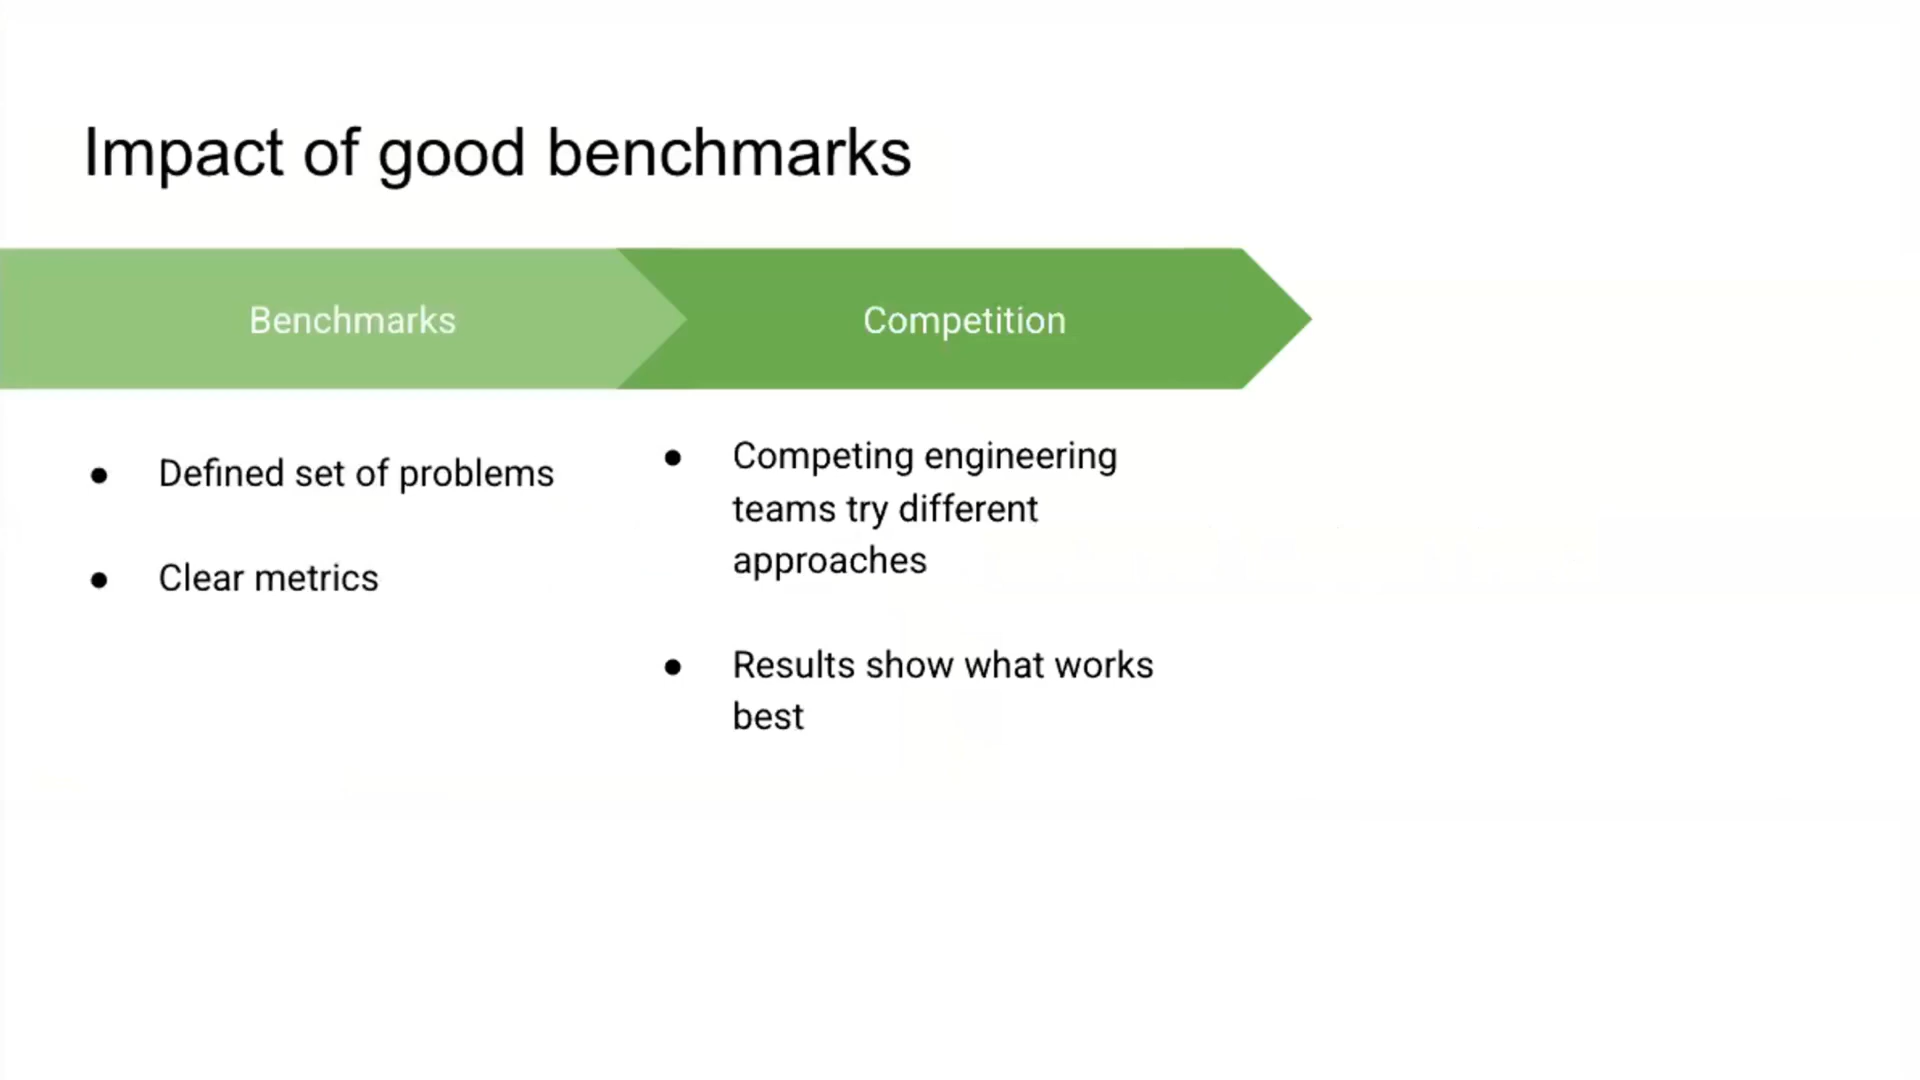 Impact of good benchmarks
Benchmarks
Competition
● Defined set of problems
● Clear metrics
● Competing engineering
teams try different
approaches
● Results show what works
best